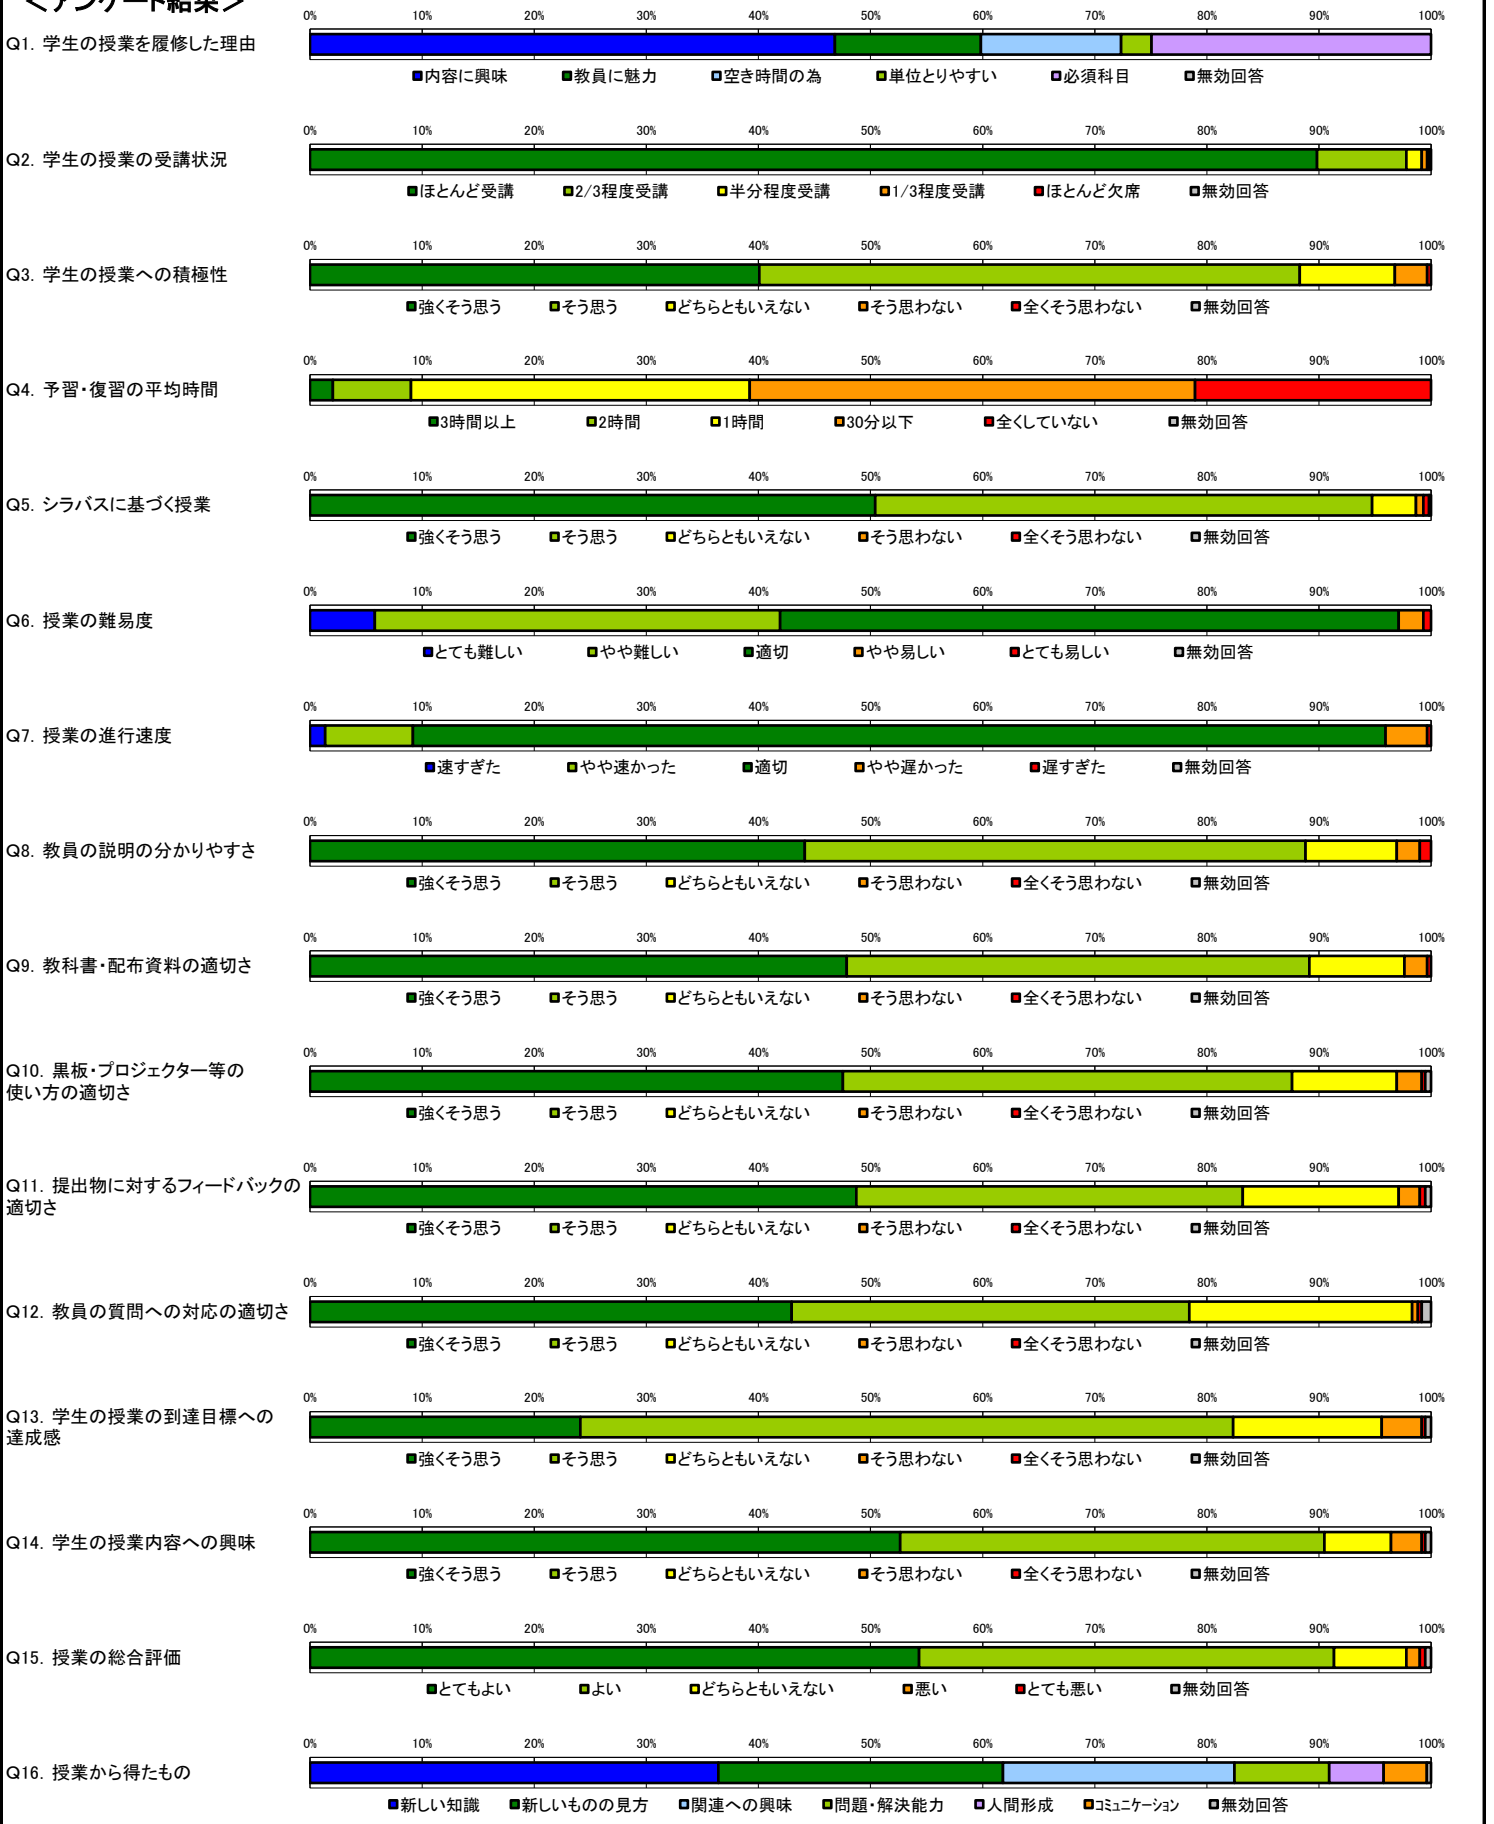 ＜アンケート結果＞
0% 10% 20% 30% 40% 50% 60% 70% 80% 90% 100%
Q1. 学生の授業を履修した理由
内容に興味 教員に魅力 空き時間の為 単位とりやすい 必須科目 無効回答
0% 10% 20% 30% 40% 50% 60% 70% 80% 90% 100%
Q2. 学生の授業の受講状況
ほとんど受講 2/3程度受講 半分程度受講 1/3程度受講 ほとんど欠席 無効回答
0% 10% 20% 30% 40% 50% 60% 70% 80% 90% 100%
Q3. 学生の授業への積極性
強くそう思う そう思う どちらともいえない そう思わない 全くそう思わない 無効回答
0% 10% 20% 30% 40% 50% 60% 70% 80% 90% 100%
Q4. 予習・復習の平均時間
3時間以上 2時間 1時間 30分以下 全くしていない 無効回答
0% 10% 20% 30% 40% 50% 60% 70% 80% 90% 100%
Q5. シラバスに基づく授業
強くそう思う そう思う どちらともいえない そう思わない 全くそう思わない 無効回答
0% 10% 20% 30% 40% 50% 60% 70% 80% 90% 100%
Q6. 授業の難易度
とても難しい やや難しい 適切 やや易しい とても易しい 無効回答
0% 10% 20% 30% 40% 50% 60% 70% 80% 90% 100%
Q7. 授業の進行速度
速すぎた やや速かった 適切 やや遅かった 遅すぎた 無効回答
0% 10% 20% 30% 40% 50% 60% 70% 80% 90% 100%
Q8. 教員の説明の分かりやすさ
強くそう思う そう思う どちらともいえない そう思わない 全くそう思わない 無効回答
0% 10% 20% 30% 40% 50% 60% 70% 80% 90% 100%
Q9. 教科書・配布資料の適切さ
強くそう思う そう思う どちらともいえない そう思わない 全くそう思わない 無効回答
0% 10% 20% 30% 40% 50% 60% 70% 80% 90% 100%
Q10. 黒板・プロジェクター等の
使い方の適切さ
強くそう思う そう思う どちらともいえない そう思わない 全くそう思わない 無効回答
0% 10% 20% 30% 40% 50% 60% 70% 80% 90% 100%
Q11. 提出物に対するフィードバックの
適切さ
強くそう思う そう思う どちらともいえない そう思わない 全くそう思わない 無効回答
0% 10% 20% 30% 40% 50% 60% 70% 80% 90% 100%
Q12. 教員の質問への対応の適切さ
強くそう思う そう思う どちらともいえない そう思わない 全くそう思わない 無効回答
0% 10% 20% 30% 40% 50% 60% 70% 80% 90% 100%
Q13. 学生の授業の到達目標への
達成感
強くそう思う そう思う どちらともいえない そう思わない 全くそう思わない 無効回答
0% 10% 20% 30% 40% 50% 60% 70% 80% 90% 100%
Q14. 学生の授業内容への興味
強くそう思う そう思う どちらともいえない そう思わない 全くそう思わない 無効回答
0% 10% 20% 30% 40% 50% 60% 70% 80% 90% 100%
Q15. 授業の総合評価
とてもよい よい どちらともいえない 悪い とても悪い 無効回答
0% 10% 20% 30% 40% 50% 60% 70% 80% 90% 100%
Q16. 授業から得たもの
新しい知識 新しいものの見方 関連への興味 問題・解決能力 人間形成 ｺﾐｭﾆｹｰｼｮﾝ 無効回答